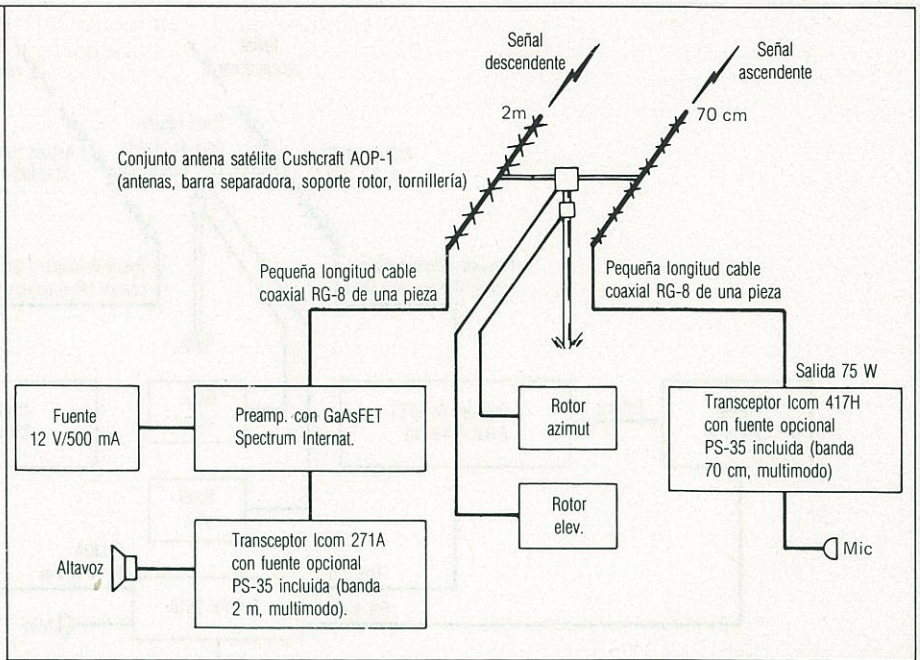 Señal
descendente
Señal
ascendente
2m
70 cm
Conjunto antena satélite Cushcraft AOP-1
(antenas, barra separadora, soporte rotor, tornillería)
Pequeña longitud cable
coaxial RG-8 de una pieza
Pequeña longitud cable
coaxial RG-8 de una pieza
Salida 75 W
Fuente
12 V/500 mA
Preamp. con GaAsFET
Spectrum Internat.
Rotor
azimut
Transceptor Icom 417H
con fuente opcional
PS-35 incluida (banda
70 cm, multimodo)
Rotor
elev.
Altavoz
Transceptor Icom 271A
con fuente opcional
PS-35 incluida (banda
2 m, multimodo).
Mic